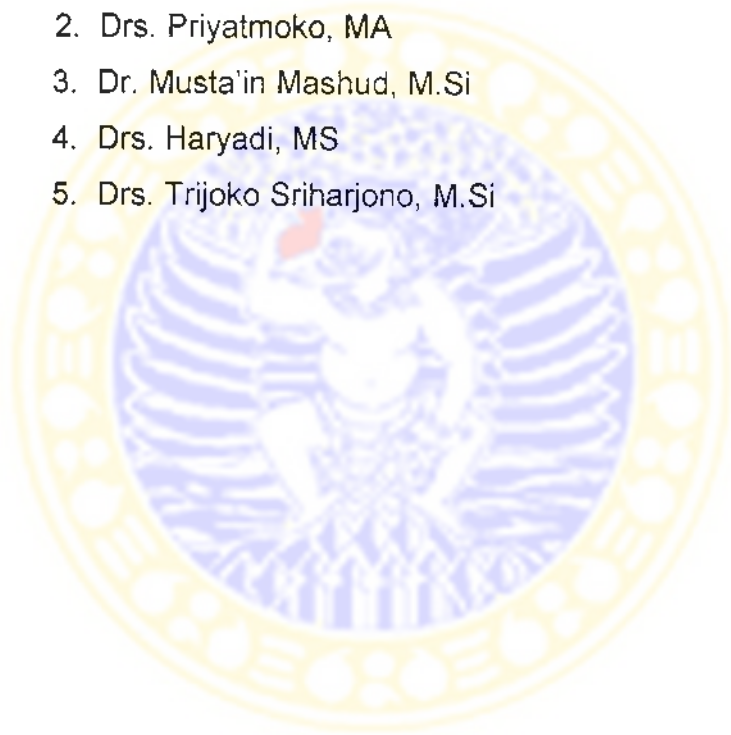 2. Drs. Priyatmoko, MA
3. Dr. Musta'in Mashud, M.Si
4. Drs. Haryadi, MS
5. Drs. Trijoko Sriharjono, M.Si